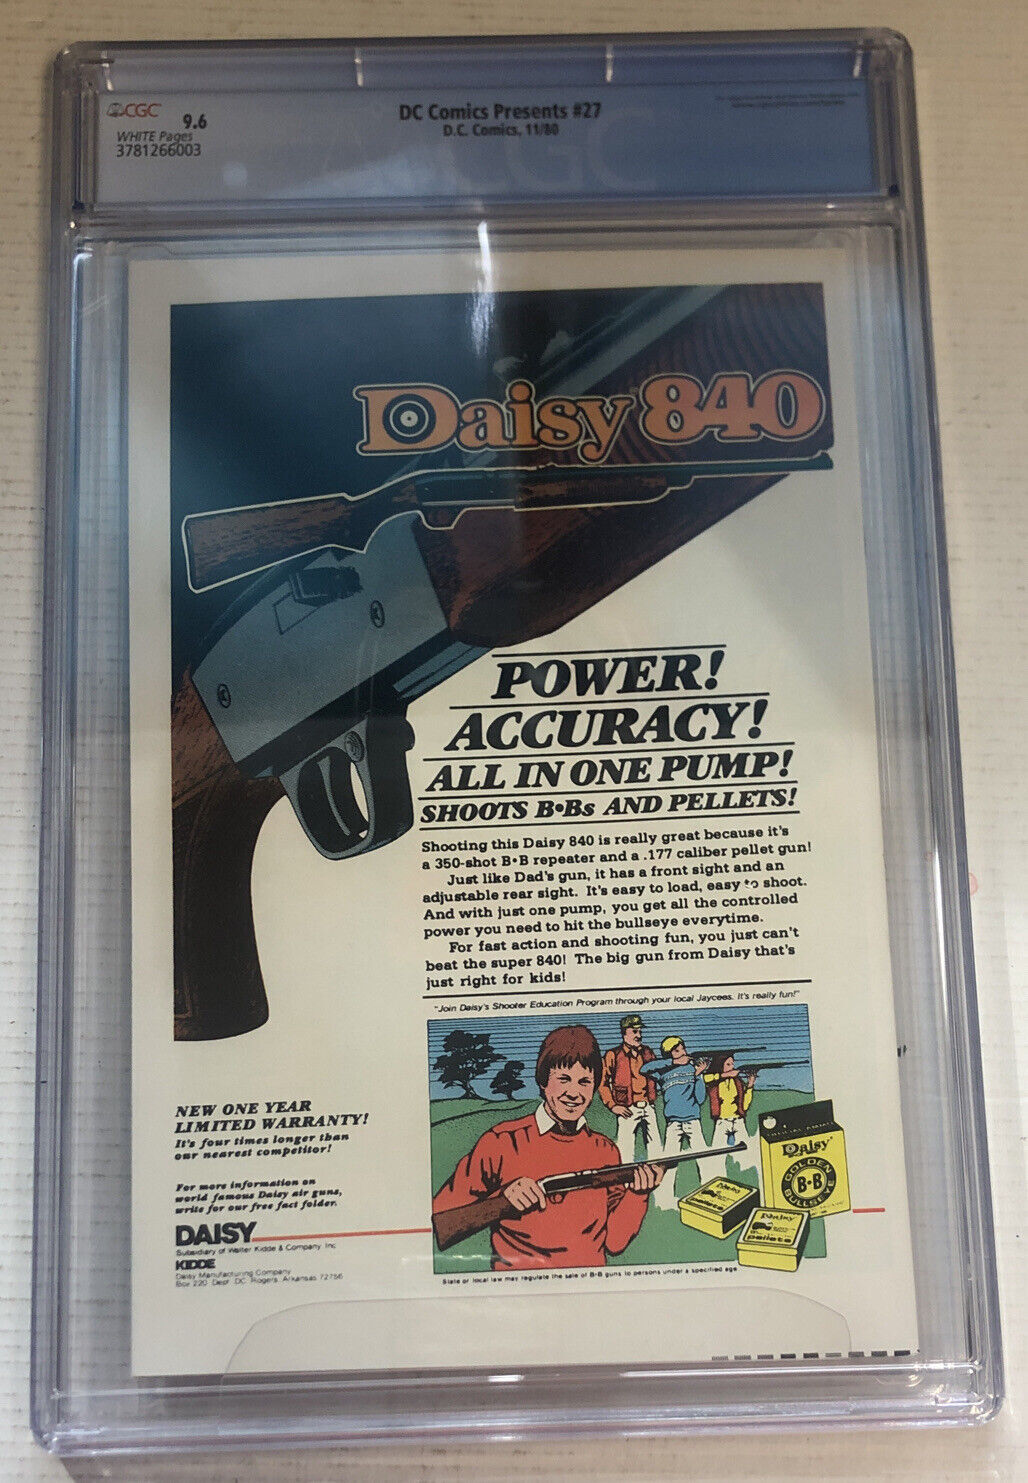 CGC
9.6
WHITE Pages
3781266003
DC Comics Presents #27
D.C. Comics, 11/80
CGC
Daisy 840
POWER!
ACCURACY!
ALL IN ONE PUMP!
SHOOTS B•Bs AND PELLETS!
Shooting this Daisy 840 is really great because it's
a 350-shot B•B repeater and a .177 caliber pellet gun!
Just like Dad's gun, it has a front sight and an
adjustable rear sight. It's easy to load, easy to shoot.
And with just one pump, you get all the controlled
power you need to hit the bullseye everytime.
For fast action and shooting fun, you just can't
beat the super 840! The big gun from Daisy that's
just right for kids!
"Join Daisy's Shooter Education Program through your local Jaycees. It's really fun!"
NEW ONE YEAR
LIMITED WARRANTY!
It's four times longer than
our nearest competitor!
For more information on
world famous Daisy air guns,
write for our free fact folder.
DAISY
Subsidiary of Walter Kidde & Company, Inc
KIDDE
Daisy Manufacturing Company
Box 220 Dept. DC Rogers, Arkansas 72756
Daisy
GOLDEN
B•B
BULLSEYE
Daisy
pellets
Daisy
pellets
State or local law may regulate the sale of B•B guns to persons under a specified age